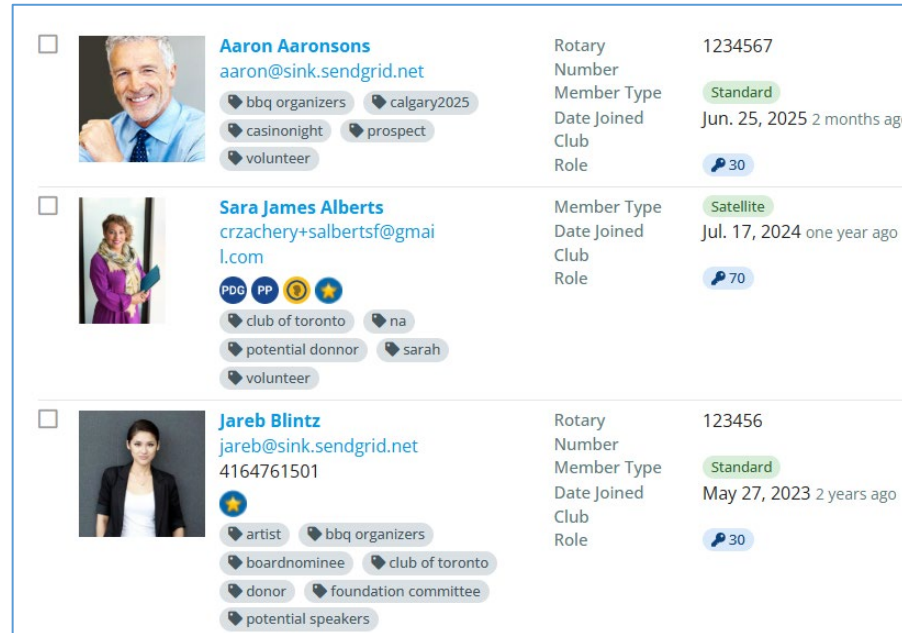 Aaron Aaronsons
aaron@sink.sendgrid.net
bbq organizers calgary2025
casinonight prospect
volunteer
Rotary 1234567
Number
Member Type Standard
Date Joined Jun. 25, 2025 2 months ago
Club
Role 30
Sara James Alberts
crzachery+salbertsf@gmai
l.com
PDG PP
club of toronto na
potential donnor sarah
volunteer
Member Type Satellite
Date Joined Jul. 17, 2024 one year ago
Club
Role 70
Jareb Blintz
jareb@sink.sendgrid.net
4164761501
artist bbq organizers
boardnominee club of toronto
donor foundation committee
potential speakers
Rotary 123456
Number
Member Type Standard
Date Joined May 27, 2023 2 years ago
Club
Role 30